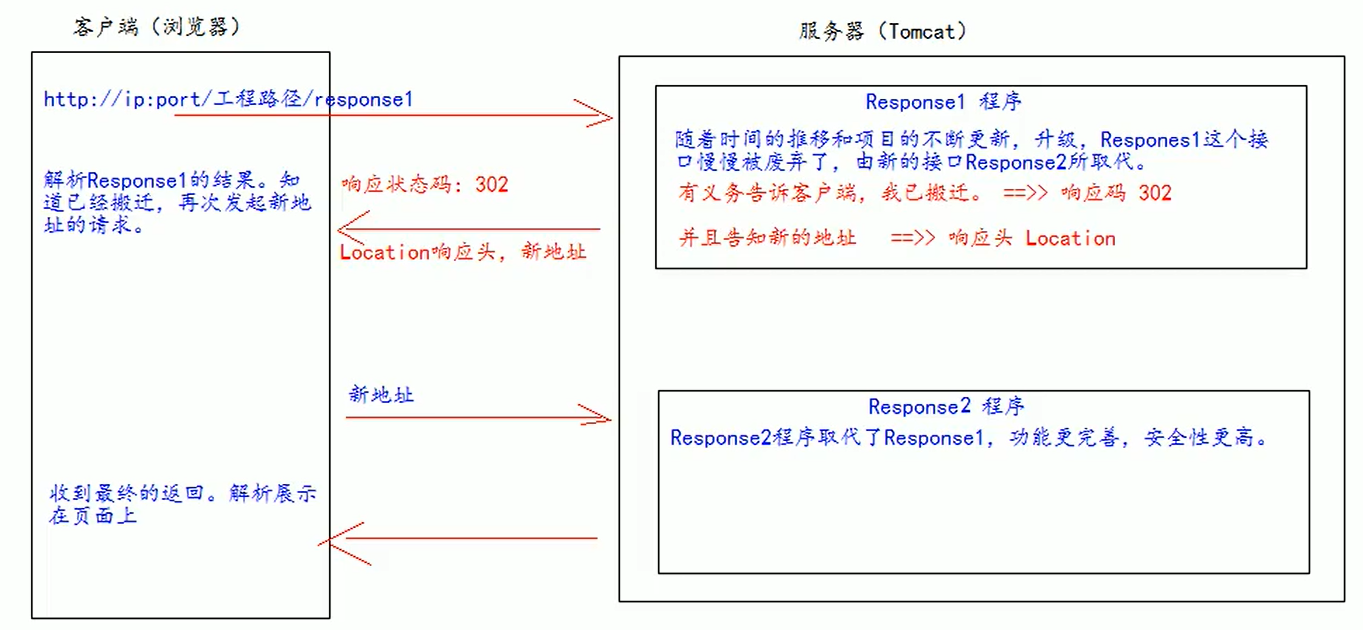 客户端（浏览器）
服务器（Tomcat）
http://ip:port/工程路径/response1
Response1 程序
随着时间的推移和项目的不断更新，升级，Respones1这个接
口慢慢被废弃了，由新的接口Response2所取代。
有义务告诉客户端，我已搬迁。 ==>> 响应码 302
并且告知新的地址 ==>> 响应头 Location
解析Response1的结果。知
道已经搬迁，再次发起新地
址的请求。
响应状态码：302
Location响应头，新地址
新地址
Response2 程序
Response2程序取代了Response1，功能更完善，安全性更高。
收到最终的返回。解析展示
在页面上